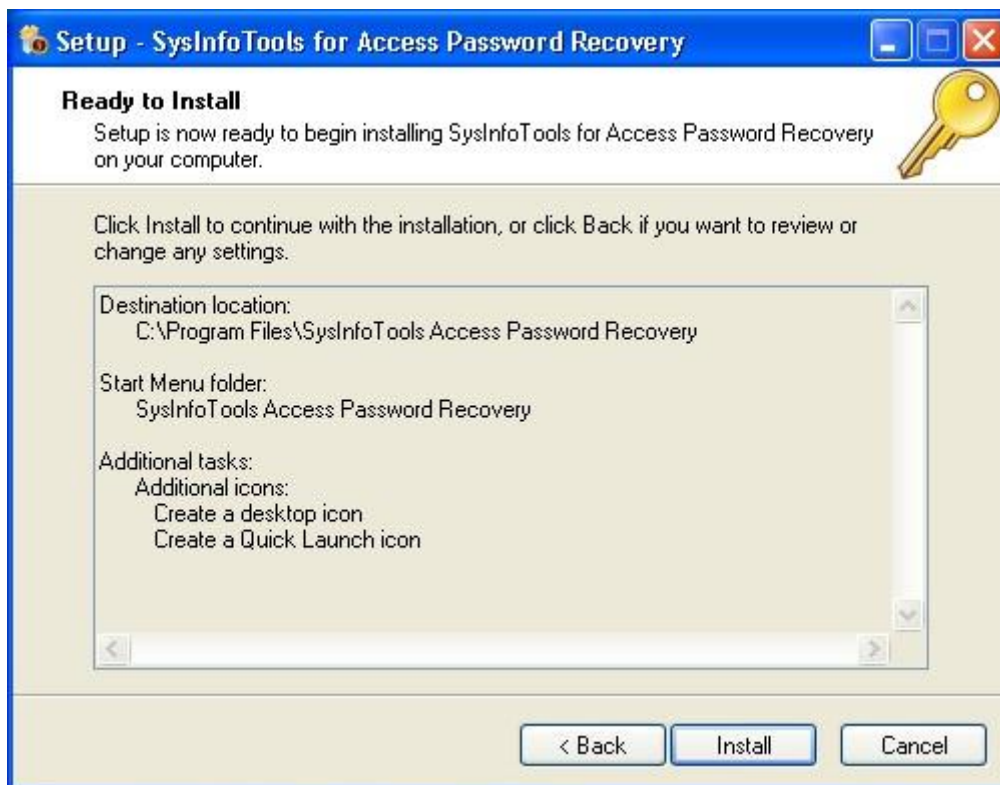 Setup - SysInfoTools for Access Password Recovery
Ready to Install
Setup is now ready to begin installing SysInfoTools for Access Password Recovery
on your computer.
Click Install to continue with the installation, or click Back if you want to review or
change any settings.
Destination location:
C:\Program Files\SysInfoTools Access Password Recovery
Start Menu folder:
SysInfoTools Access Password Recovery
Additional tasks:
Additional icons:
Create a desktop icon
Create a Quick Launch icon
< Back
Install
Cancel